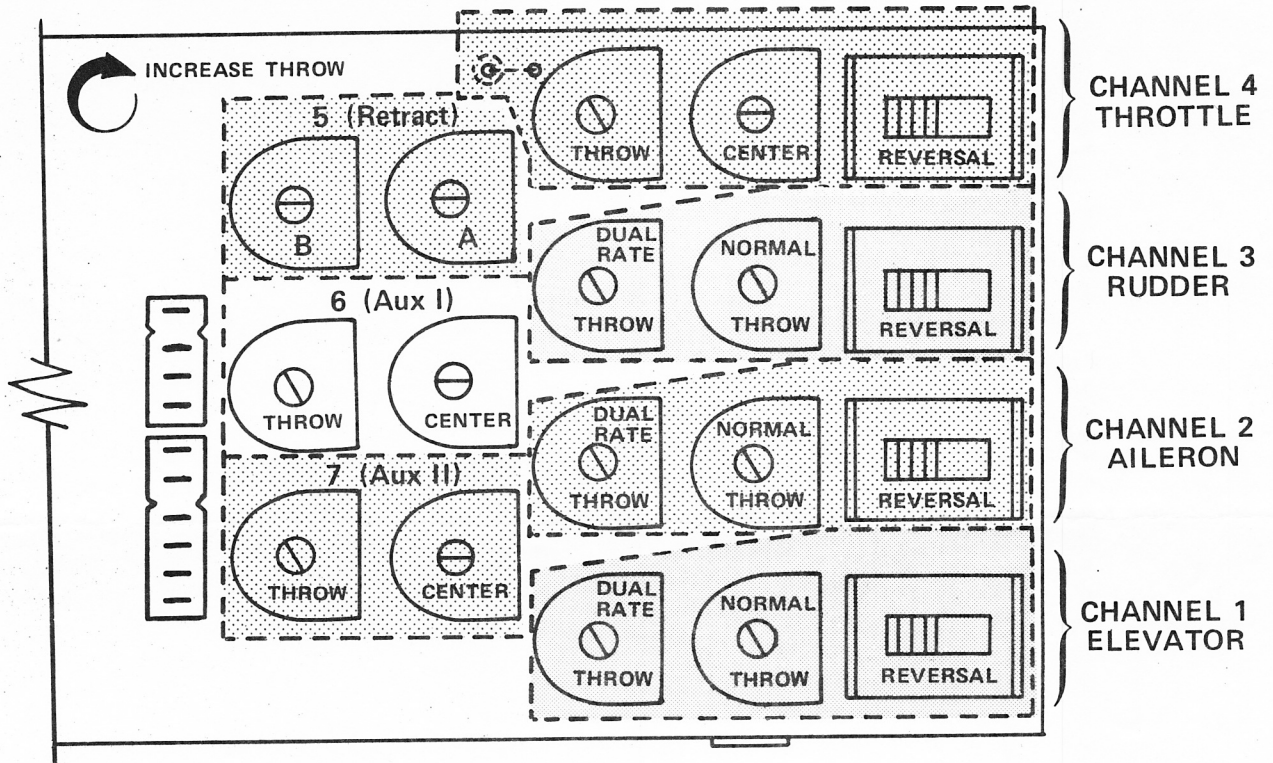 INCREASE THROW
5 (Retract)
B
A
6 (Aux I)
THROW
CENTER
7 (Aux II)
THROW
CENTER
THROW
CENTER
REVERSAL
CHANNEL 4
THROTTLE
DUAL
RATE
THROW
NORMAL
THROW
REVERSAL
CHANNEL 3
RUDDER
DUAL
RATE
THROW
NORMAL
THROW
REVERSAL
CHANNEL 2
AILERON
DUAL
RATE
THROW
NORMAL
THROW
REVERSAL
CHANNEL 1
ELEVATOR